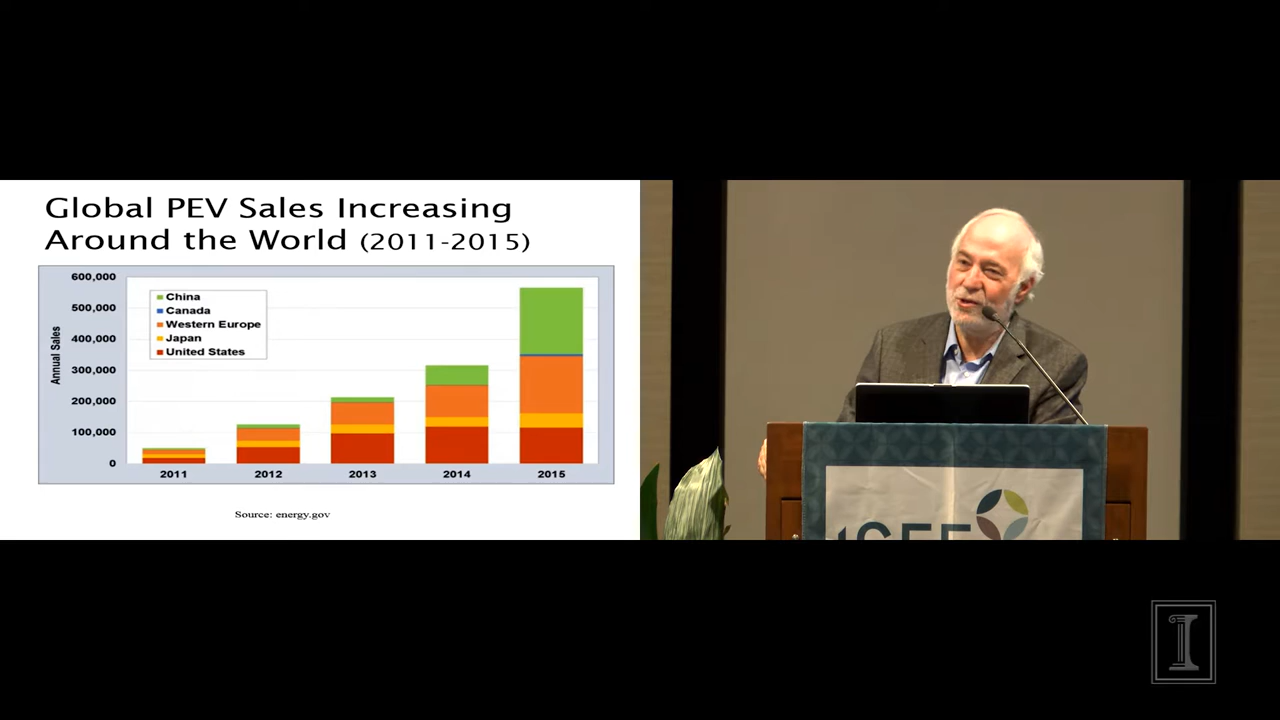 Global PEV Sales Increasing
Around the World (2011-2015)
600,000
500,000
400,000
300,000
200,000
100,000
0
Annual Sales
China
Canada
Western Europe
Japan
United States
2011
2012
2013
2014
2015
Source: energy.gov
I